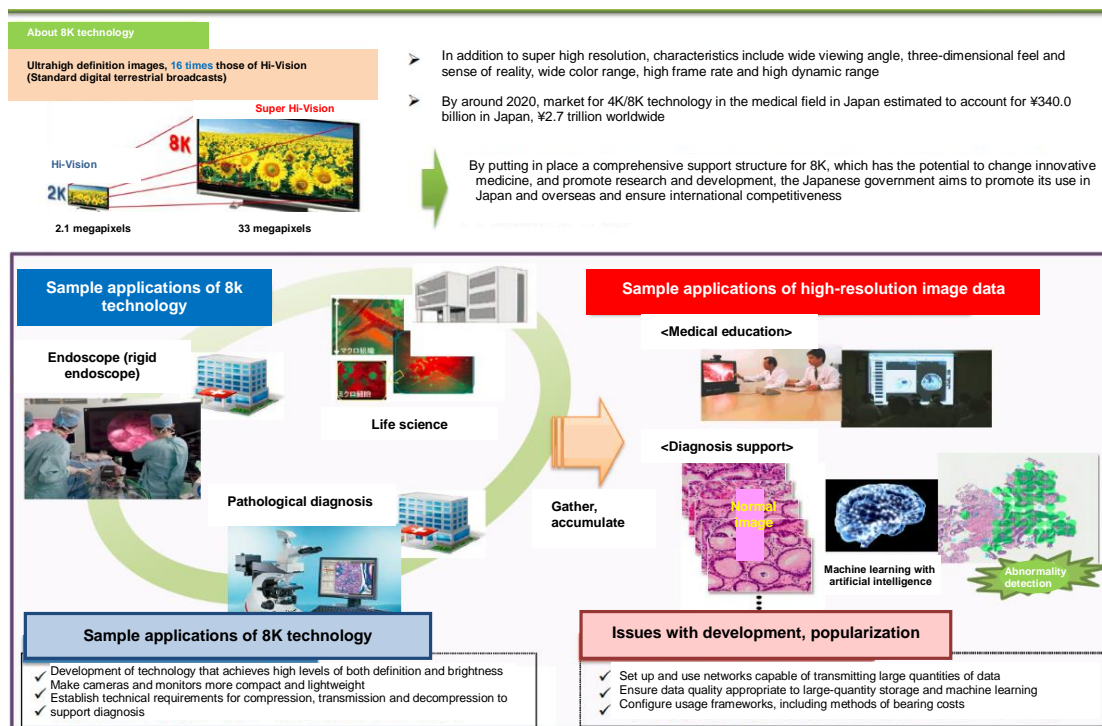 About 8K technology
Ultrahigh definition images, 16 times those of Hi-Vision
(Standard digital terrestrial broadcasts)
Super Hi-Vision
8K
Hi-Vision
2K
2.1 megapixels
33 megapixels
In addition to super high resolution, characteristics include wide viewing angle, three-dimensional feel and
sense of reality, wide color range, high frame rate and high dynamic range
By around 2020, market for 4K/8K technology in the medical field in Japan estimated to account for ¥340.0
billion in Japan, ¥2.7 trillion worldwide
By putting in place a comprehensive support structure for 8K, which has the potential to change innovative
medicine, and promote research and development, the Japanese government aims to promote its use in
Japan and overseas and ensure international competitiveness
Sample applications of 8k
technology
Endoscope (rigid
endoscope)
マクロ組織
ミクロ細胞
Life science
Pathological diagnosis
Gather,
accumulate
Sample applications of high-resolution image data
<Medical education>
<Diagnosis support>
Normal
image
Machine learning with
artificial intelligence
Abnormality
detection
Sample applications of 8K technology
Development of technology that achieves high levels of both definition and brightness
Make cameras and monitors more compact and lightweight
Establish technical requirements for compression, transmission and decompression to
support diagnosis
Issues with development, popularization
Set up and use networks capable of transmitting large quantities of data
Ensure data quality appropriate to large-quantity storage and machine learning
Configure usage frameworks, including methods of bearing costs